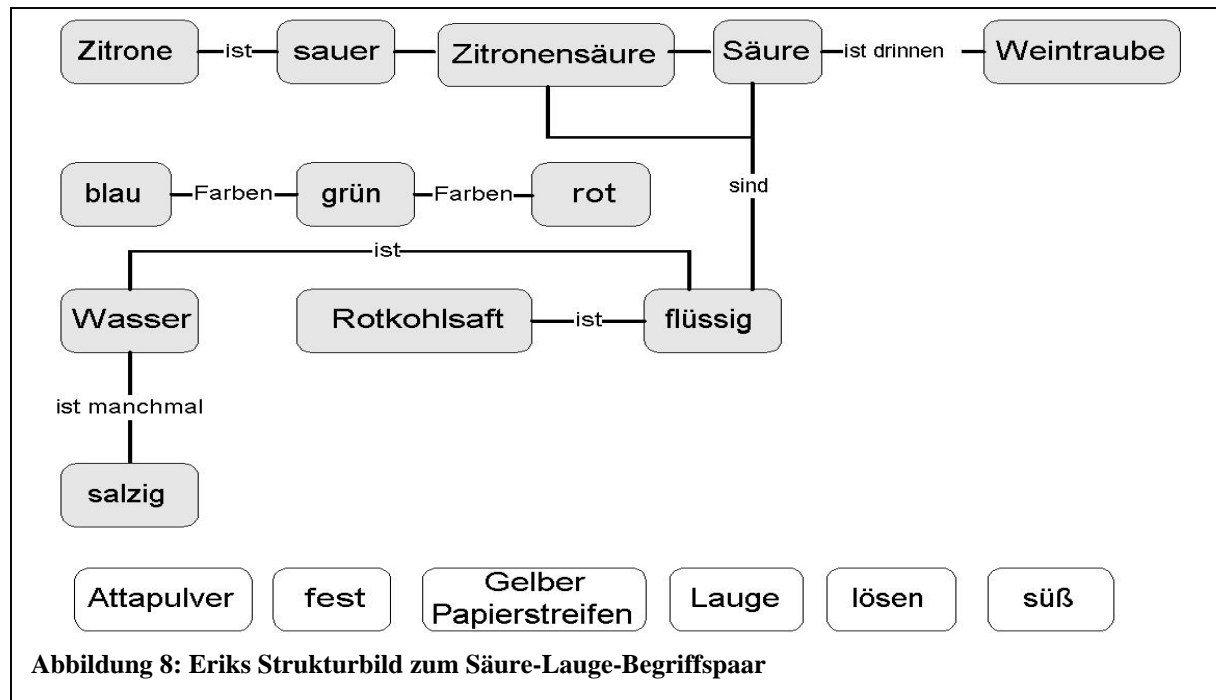 Zitrone ist sauer Zitronensäure Säure ist drinnen Weintraube
sind
blau Farben grün Farben rot
ist
Wasser Rotkohlsaft ist flüssig
ist manchmal
salzig
Attapulver fest Gelber Papierstreifen Lauge lösen süß
Abbildung 8: Eriks Strukturbild zum Säure-Lauge-Begriffspaar